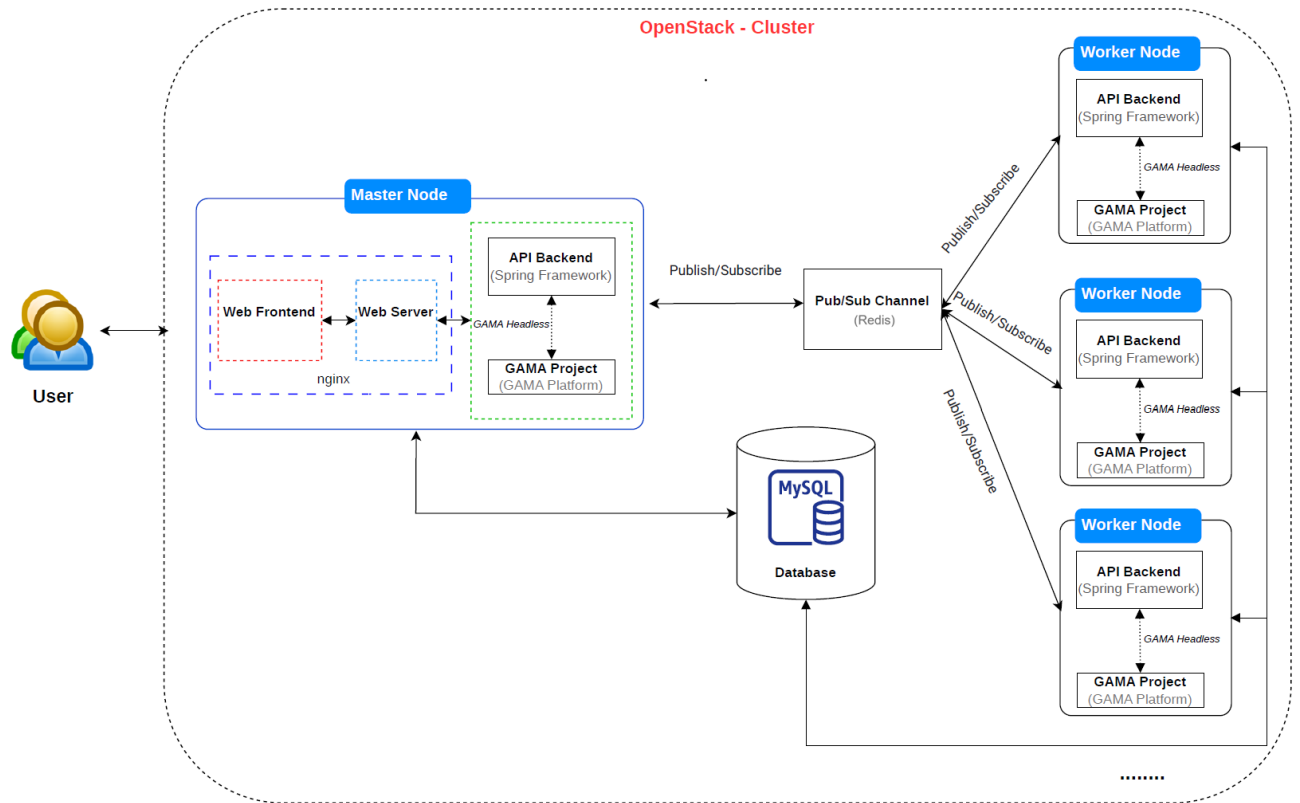 OpenStack - Cluster
.
Master Node
Web Frontend
Web Server
nginx
API Backend
(Spring Framework)
GAMA Headless
GAMA Project
(GAMA Platform)
User
Publish/Subscribe
Pub/Sub Channel
(Redis)
Publish/Subscribe
Publish/Subscribe
Publish/Subscribe
MySQL
Database
Worker Node
API Backend
(Spring Framework)
GAMA Headless
GAMA Project
(GAMA Platform)
Worker Node
API Backend
(Spring Framework)
GAMA Headless
GAMA Project
(GAMA Platform)
Worker Node
API Backend
(Spring Framework)
GAMA Headless
GAMA Project
(GAMA Platform)
........